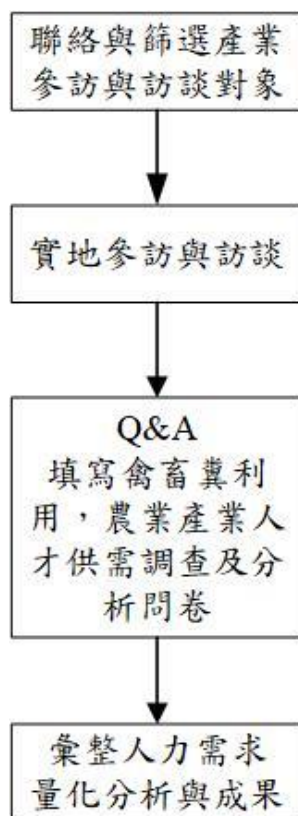 聯絡與篩選產業
參訪與訪談對象
實地參訪與訪談
Q&A
填寫禽畜糞利
用，農業產業人
才供需調查及分
析問卷
彙整人力需求
量化分析與成果